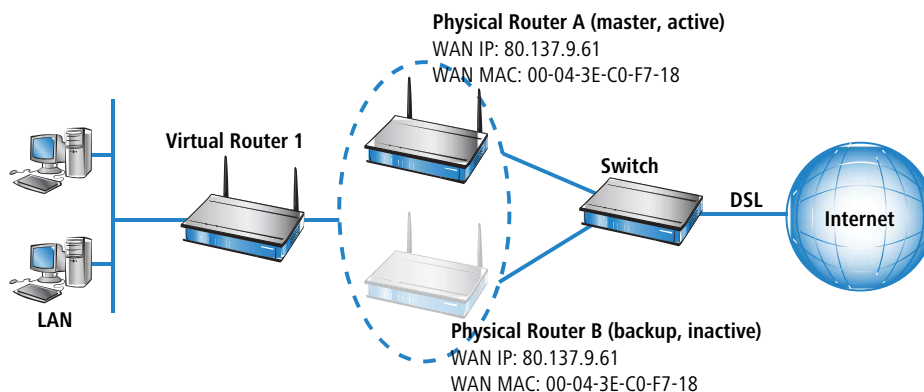 Physical Router A (master, active)
WAN IP: 80.137.9.61
WAN MAC: 00-04-3E-C0-F7-18
Virtual Router 1
Switch
DSL
Internet
LAN
Physical Router B (backup, inactive)
WAN IP: 80.137.9.61
WAN MAC: 00-04-3E-C0-F7-18